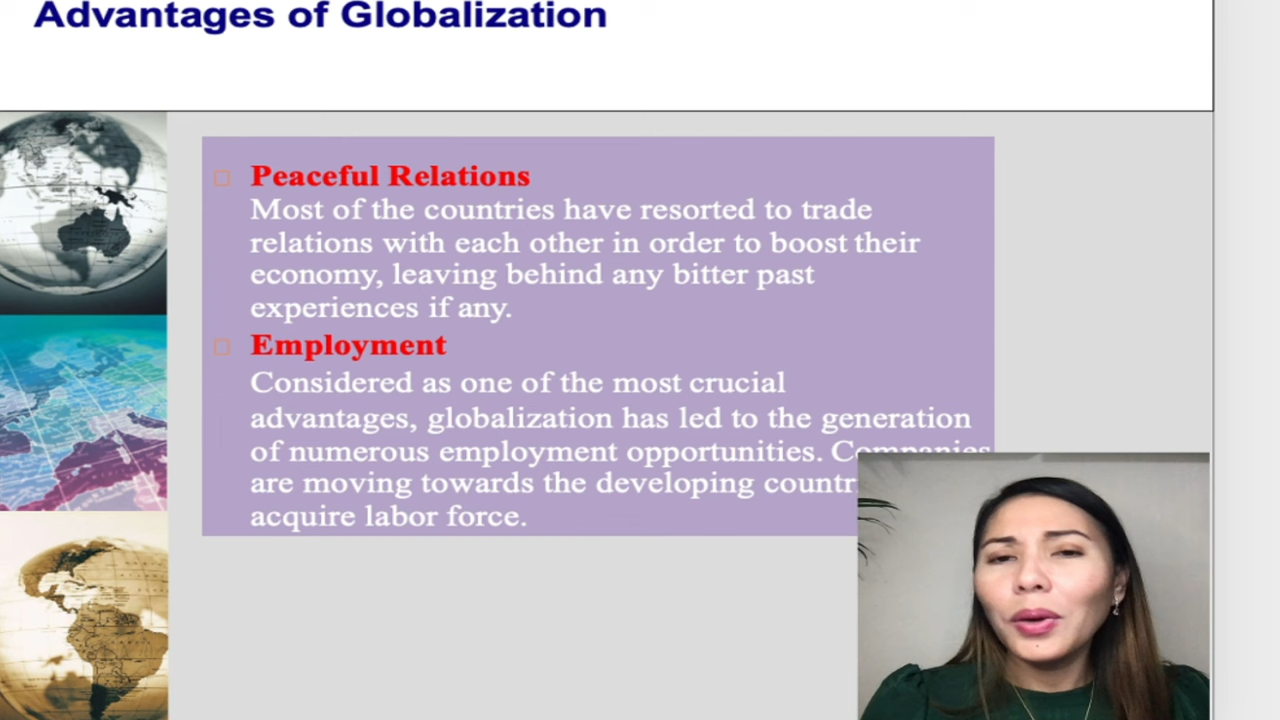 Advantages of Globalization
Peaceful Relations
Most of the countries have resorted to trade
relations with each other in order to boost their
economy, leaving behind any bitter past
experiences if any.
Employment
Considered as one of the most crucial
advantages, globalization has led to the generation
of numerous employment opportunities. Companies
are moving towards the developing
acquire labor force.